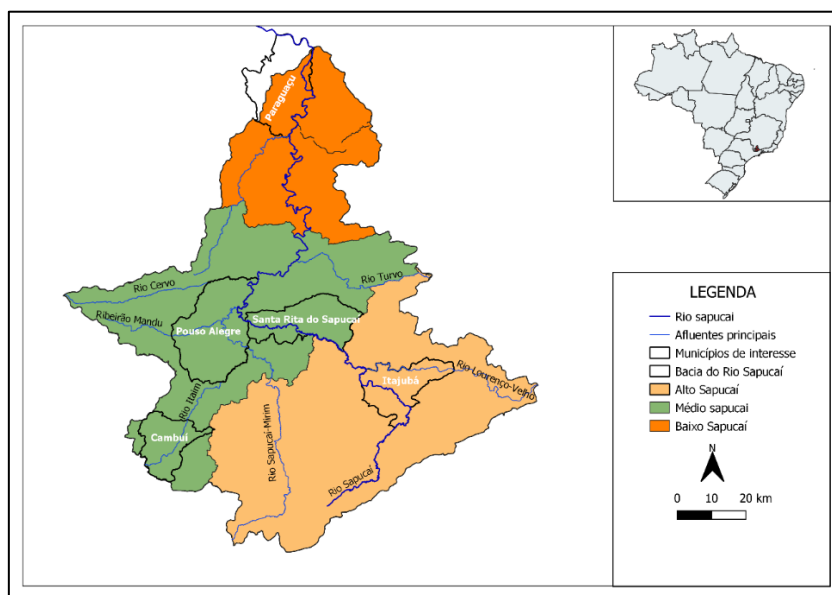 Paraguaçu
Rio Cervo
Rio Turvo
Ribeirão Mandu
Pouso Alegre
Santa Rita do Sapucaí
Itajubá
Rio-Lourenço-Velho
Rio Itaim
Cambuí
Rio Sapucaí-Mirim
Rio Sapucaí
LEGENDA
Rio sapucai
Afluentes principais
Municípios de interesse
Bacia do Rio Sapucaí
Alto Sapucaí
Médio sapucai
Baixo Sapucaí
N
0 10 20 km